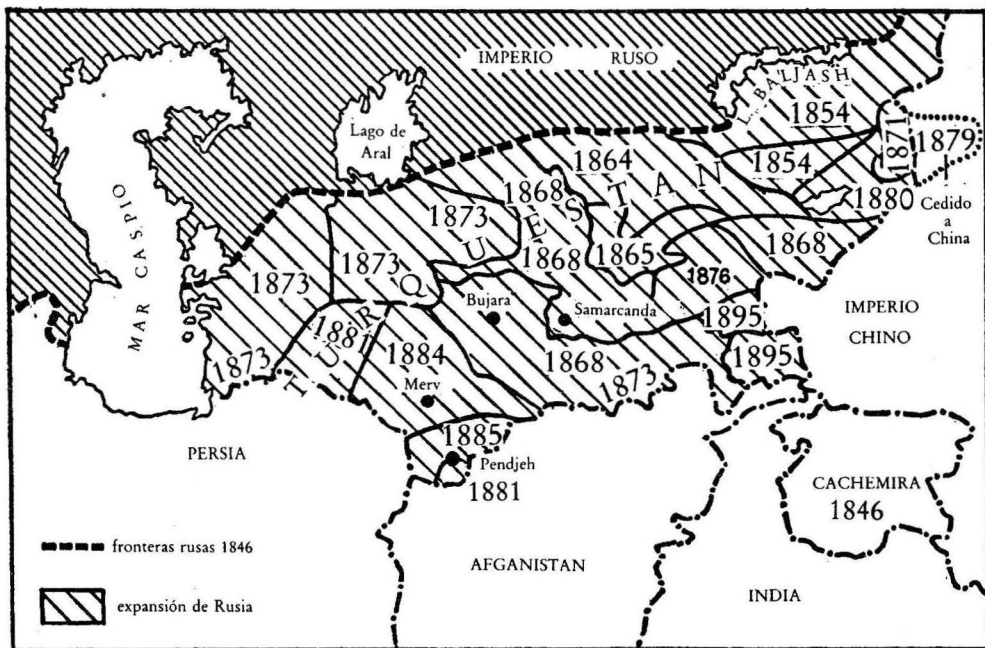 IMPERIO RUSO
L. BALJASH
Lago de
Aral
MAR CASPIO
TURQUESTAN
1854
1871
1879
1864
1854
1868
1880
Cedido
a
China
1873
1868
1865
1868
1873
1873
1876
Bujara
Samarcanda
1895
IMPERIO
CHINO
1881
1884
1868
1895
1873
1873
Merv
1885
PERSIA
Pendjeh
1881
CACHEMIRA
1846
fronteras rusas 1846
AFGANISTAN
INDIA
expansión de Rusia